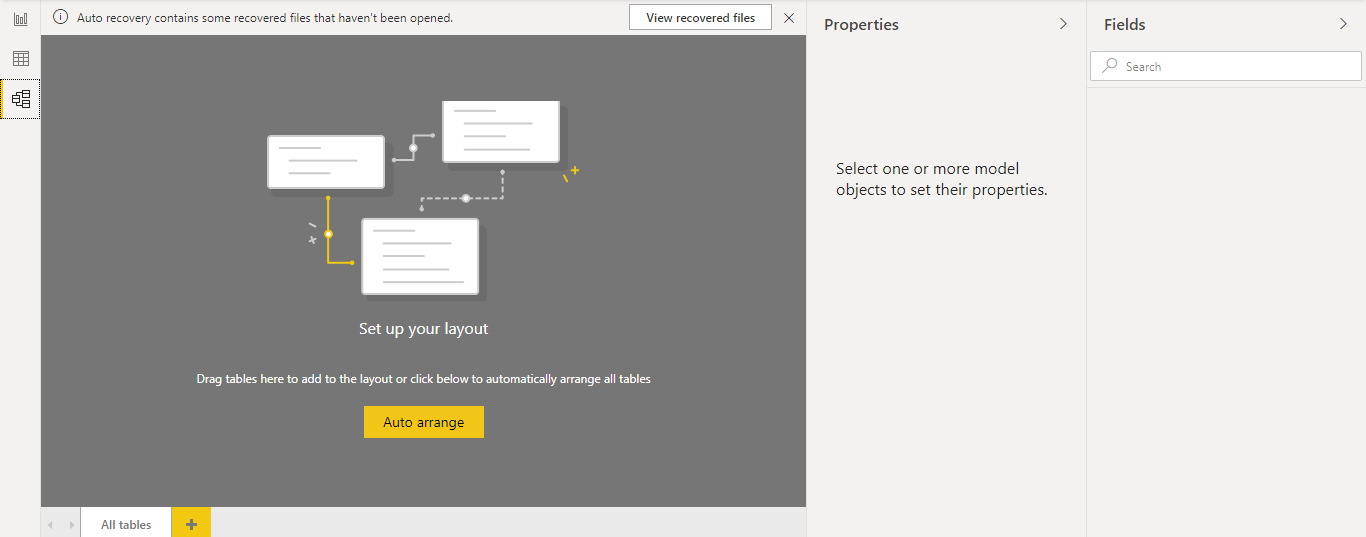 Auto recovery contains some recovered files that haven't been opened.
View recovered files
Properties
Fields
Search
Select one or more model
objects to set their properties.
Set up your layout
Drag tables here to add to the layout or click below to automatically arrange all tables
Auto arrange
All tables